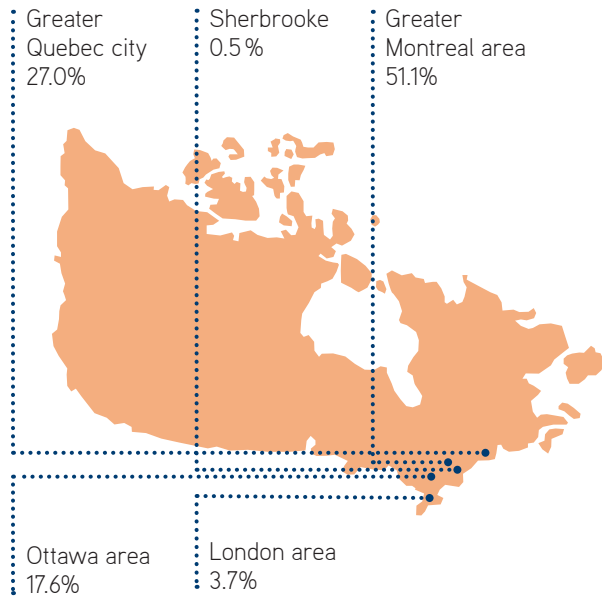 Greater
Quebec city
27.0%
Sherbrooke
0.5%
Greater
Montreal area
51.1%
Ottawa area
17.6%
London area
3.7%